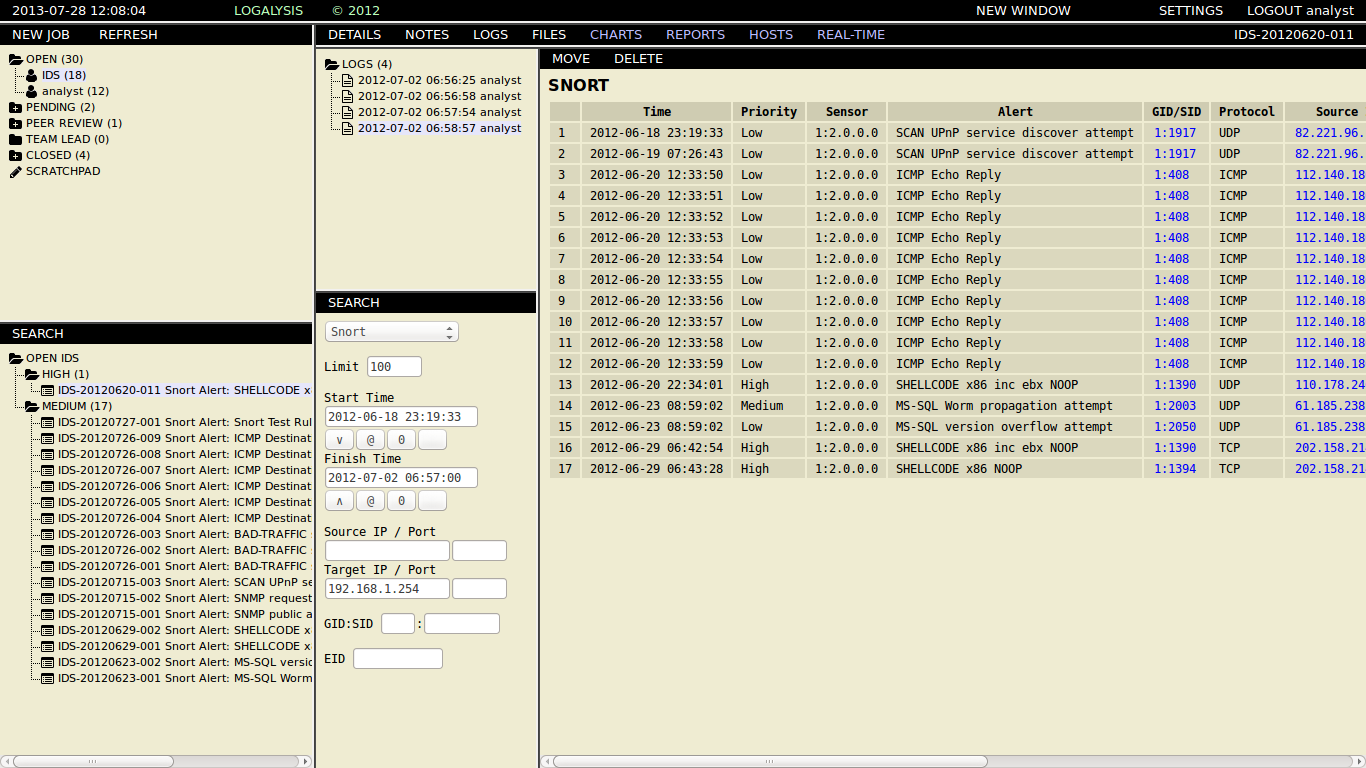 2013-07-28 12:08:04 LOGALYSIS © 2012 NEW WINDOW SETTINGS LOGOUT analyst
NEW JOB REFRESH
OPEN (30)
IDS (18)
analyst (12)
PENDING (2)
PEER REVIEW (1)
TEAM LEAD (0)
CLOSED (4)
SCRATCHPAD
SEARCH
OPEN IDS
HIGH (1)
IDS-20120620-011 Snort Alert: SHELLCODE x
MEDIUM (17)
IDS-20120727-001 Snort Alert: Snort Test Rul
IDS-20120726-009 Snort Alert: ICMP Destinat
IDS-20120726-008 Snort Alert: ICMP Destinat
IDS-20120726-007 Snort Alert: ICMP Destinat
IDS-20120726-006 Snort Alert: ICMP Destinat
IDS-20120726-005 Snort Alert: ICMP Destinat
IDS-20120726-004 Snort Alert: ICMP Destinat
IDS-20120726-003 Snort Alert: BAD-TRAFFIC
IDS-20120726-002 Snort Alert: BAD-TRAFFIC
IDS-20120726-001 Snort Alert: BAD-TRAFFIC
IDS-20120715-003 Snort Alert: SCAN UPnP se
IDS-20120715-002 Snort Alert: SNMP request
IDS-20120715-001 Snort Alert: SNMP public a
IDS-20120629-002 Snort Alert: SHELLCODE x
IDS-20120629-001 Snort Alert: SHELLCODE x
IDS-20120623-002 Snort Alert: MS-SQL versio
IDS-20120623-001 Snort Alert: MS-SQL Worm
DETAILS NOTES LOGS FILES CHARTS REPORTS HOSTS REAL-TIME IDS-20120620-011
LOGS (4)
2012-07-02 06:56:25 analyst
2012-07-02 06:56:58 analyst
2012-07-02 06:57:54 analyst
2012-07-02 06:58:57 analyst
SEARCH
Snort
Limit 100
Start Time
2012-06-18 23:19:33
∨ @ 0
Finish Time
2012-07-02 06:57:00
∧ @ 0
Source IP / Port
Target IP / Port
192.168.1.254
GID:SID :
EID
MOVE DELETE
SNORT
Time Priority Sensor Alert GID/SID Protocol Source
1 2012-06-18 23:19:33 Low 1:2.0.0.0 SCAN UPnP service discover attempt 1:1917 UDP 82.221.96.
2 2012-06-19 07:26:43 Low 1:2.0.0.0 SCAN UPnP service discover attempt 1:1917 UDP 82.221.96.
3 2012-06-20 12:33:50 Low 1:2.0.0.0 ICMP Echo Reply 1:408 ICMP 112.140.18
4 2012-06-20 12:33:51 Low 1:2.0.0.0 ICMP Echo Reply 1:408 ICMP 112.140.18
5 2012-06-20 12:33:52 Low 1:2.0.0.0 ICMP Echo Reply 1:408 ICMP 112.140.18
6 2012-06-20 12:33:53 Low 1:2.0.0.0 ICMP Echo Reply 1:408 ICMP 112.140.18
7 2012-06-20 12:33:54 Low 1:2.0.0.0 ICMP Echo Reply 1:408 ICMP 112.140.18
8 2012-06-20 12:33:55 Low 1:2.0.0.0 ICMP Echo Reply 1:408 ICMP 112.140.18
9 2012-06-20 12:33:56 Low 1:2.0.0.0 ICMP Echo Reply 1:408 ICMP 112.140.18
10 2012-06-20 12:33:57 Low 1:2.0.0.0 ICMP Echo Reply 1:408 ICMP 112.140.18
11 2012-06-20 12:33:58 Low 1:2.0.0.0 ICMP Echo Reply 1:408 ICMP 112.140.18
12 2012-06-20 12:33:59 Low 1:2.0.0.0 ICMP Echo Reply 1:408 ICMP 112.140.18
13 2012-06-20 22:34:01 High 1:2.0.0.0 SHELLCODE x86 inc ebx NOOP 1:1390 UDP 110.178.24
14 2012-06-23 08:59:02 Medium 1:2.0.0.0 MS-SQL Worm propagation attempt 1:2003 UDP 61.185.238
15 2012-06-23 08:59:02 Low 1:2.0.0.0 MS-SQL version overflow attempt 1:2050 UDP 61.185.238
16 2012-06-29 06:42:54 High 1:2.0.0.0 SHELLCODE x86 inc ebx NOOP 1:1390 TCP 202.158.21
17 2012-06-29 06:43:28 High 1:2.0.0.0 SHELLCODE x86 NOOP 1:1394 TCP 202.158.21